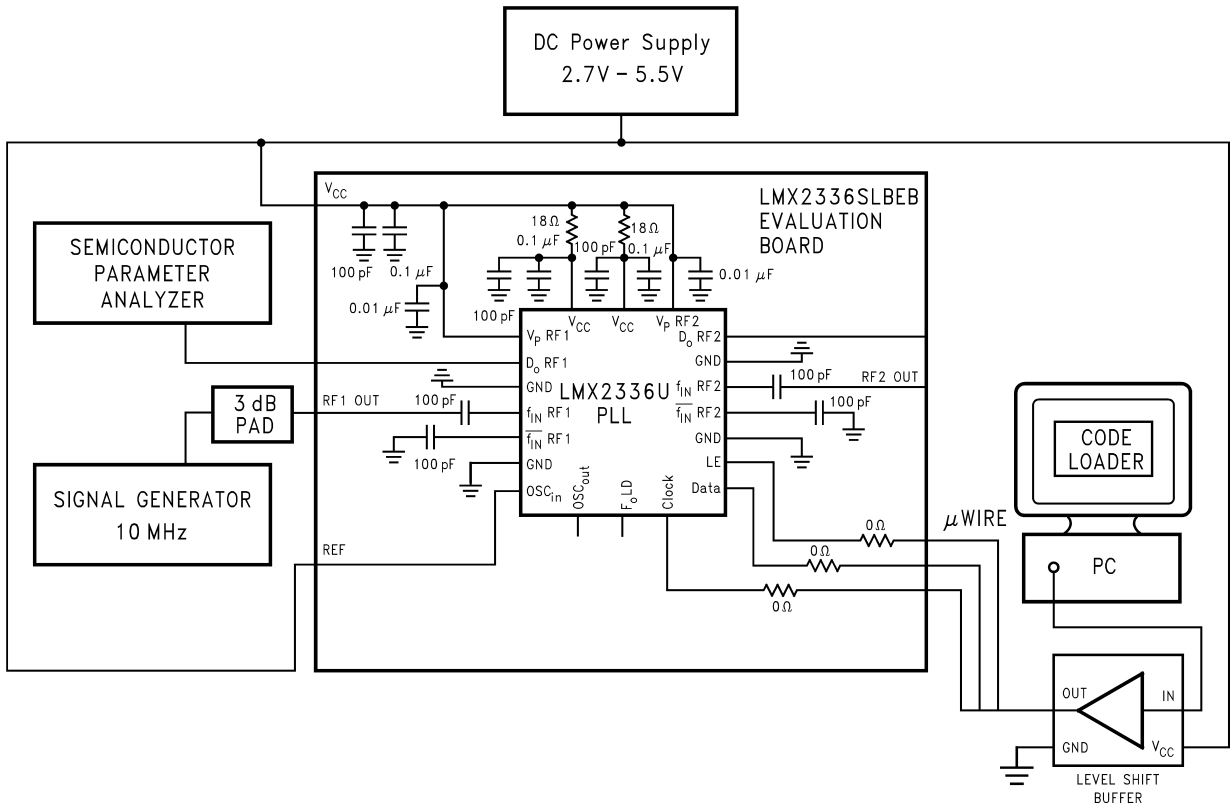 DC Power Supply
2.7V – 5.5V
V_CC
LMX2336SLBEB
EVALUATION
BOARD
18Ω
18Ω
0.1 μF
100 pF
0.1 μF
100 pF
0.1 μF
0.01 μF
0.01 μF
100 pF
SEMICONDUCTOR
PARAMETER
ANALYZER
V_CC
V_CC
V_P RF2
V_P RF1
D_o RF2
D_o RF1
GND
GND
LMX2336U
PLL
f_IN RF2
100 pF
RF2 OUT
3 dB
PAD
RF1 OUT
100 pF
f_IN RF1
f̅_I̅N̅ RF2
100 pF
f̅_I̅N̅ RF1
100 pF
GND
GND
LE
OSC_in
Data
OSC_out
F_oLD
Clock
SIGNAL GENERATOR
10 MHz
REF
0Ω
0Ω
0Ω
μWIRE
CODE
LOADER
PC
OUT
IN
GND
V_CC
LEVEL SHIFT
BUFFER